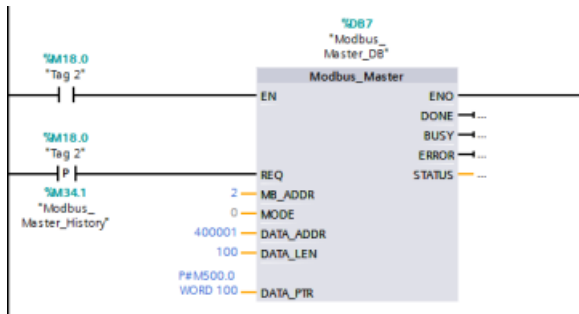 %DB7
"Modbus_
Master_DB"
%M18.0
"Tag 2"
Modbus_Master
EN
ENO
DONE
...
BUSY
...
%M18.0
ERROR
...
"Tag 2"
P
REQ
STATUS
...
%M34.1
2
MB_ADDR
"Modbus_
Master_History"
0
MODE
400001
DATA_ADDR
100
DATA_LEN
P#M500.0
WORD 100
DATA_PTR